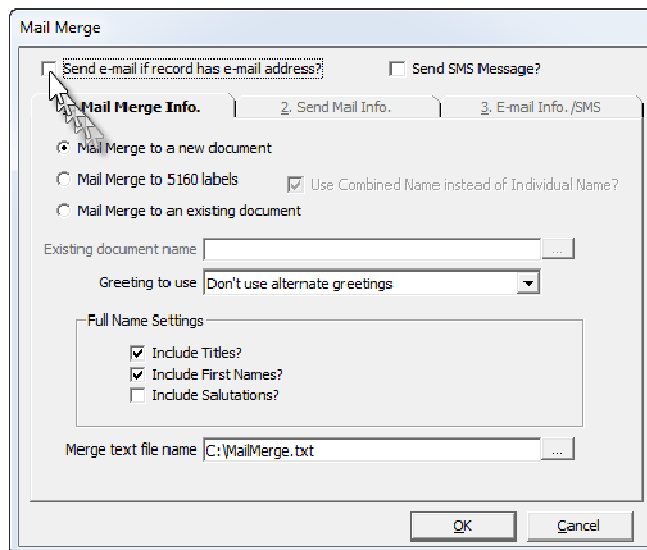 Mail Merge
Send e-mail if record has e-mail address? Send SMS Message?
Mail Merge Info. 2. Send Mail Info. 3. E-mail Info./SMS
Mail Merge to a new document
Mail Merge to 5160 labels Use Combined Name instead of Individual Name?
Mail Merge to an existing document
Existing document name ...
Greeting to use Don't use alternate greetings
Full Name Settings
Include Titles?
Include First Names?
Include Salutations?
Merge text file name C:\MailMerge.txt ...
OK Cancel